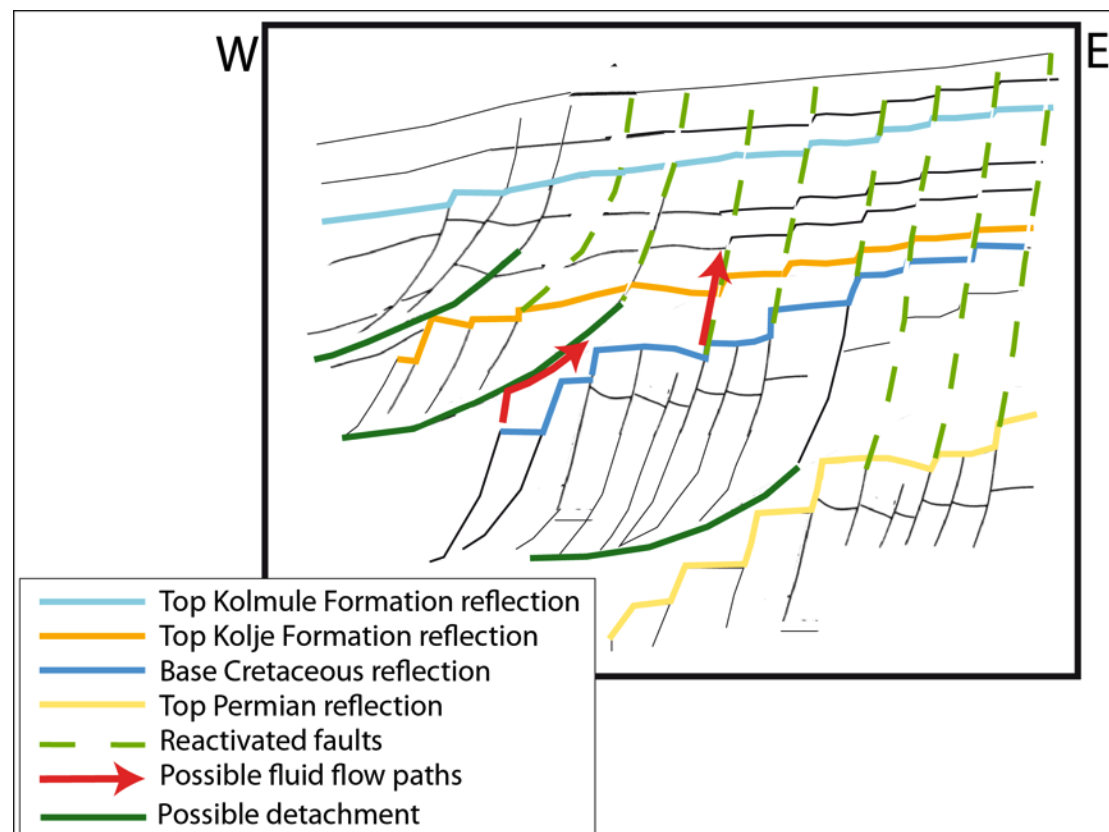 W
E
Top Kolmule Formation reflection
Top Kolje Formation reflection
Base Cretaceous reflection
Top Permian reflection
Reactivated faults
Possible fluid flow paths
Possible detachment